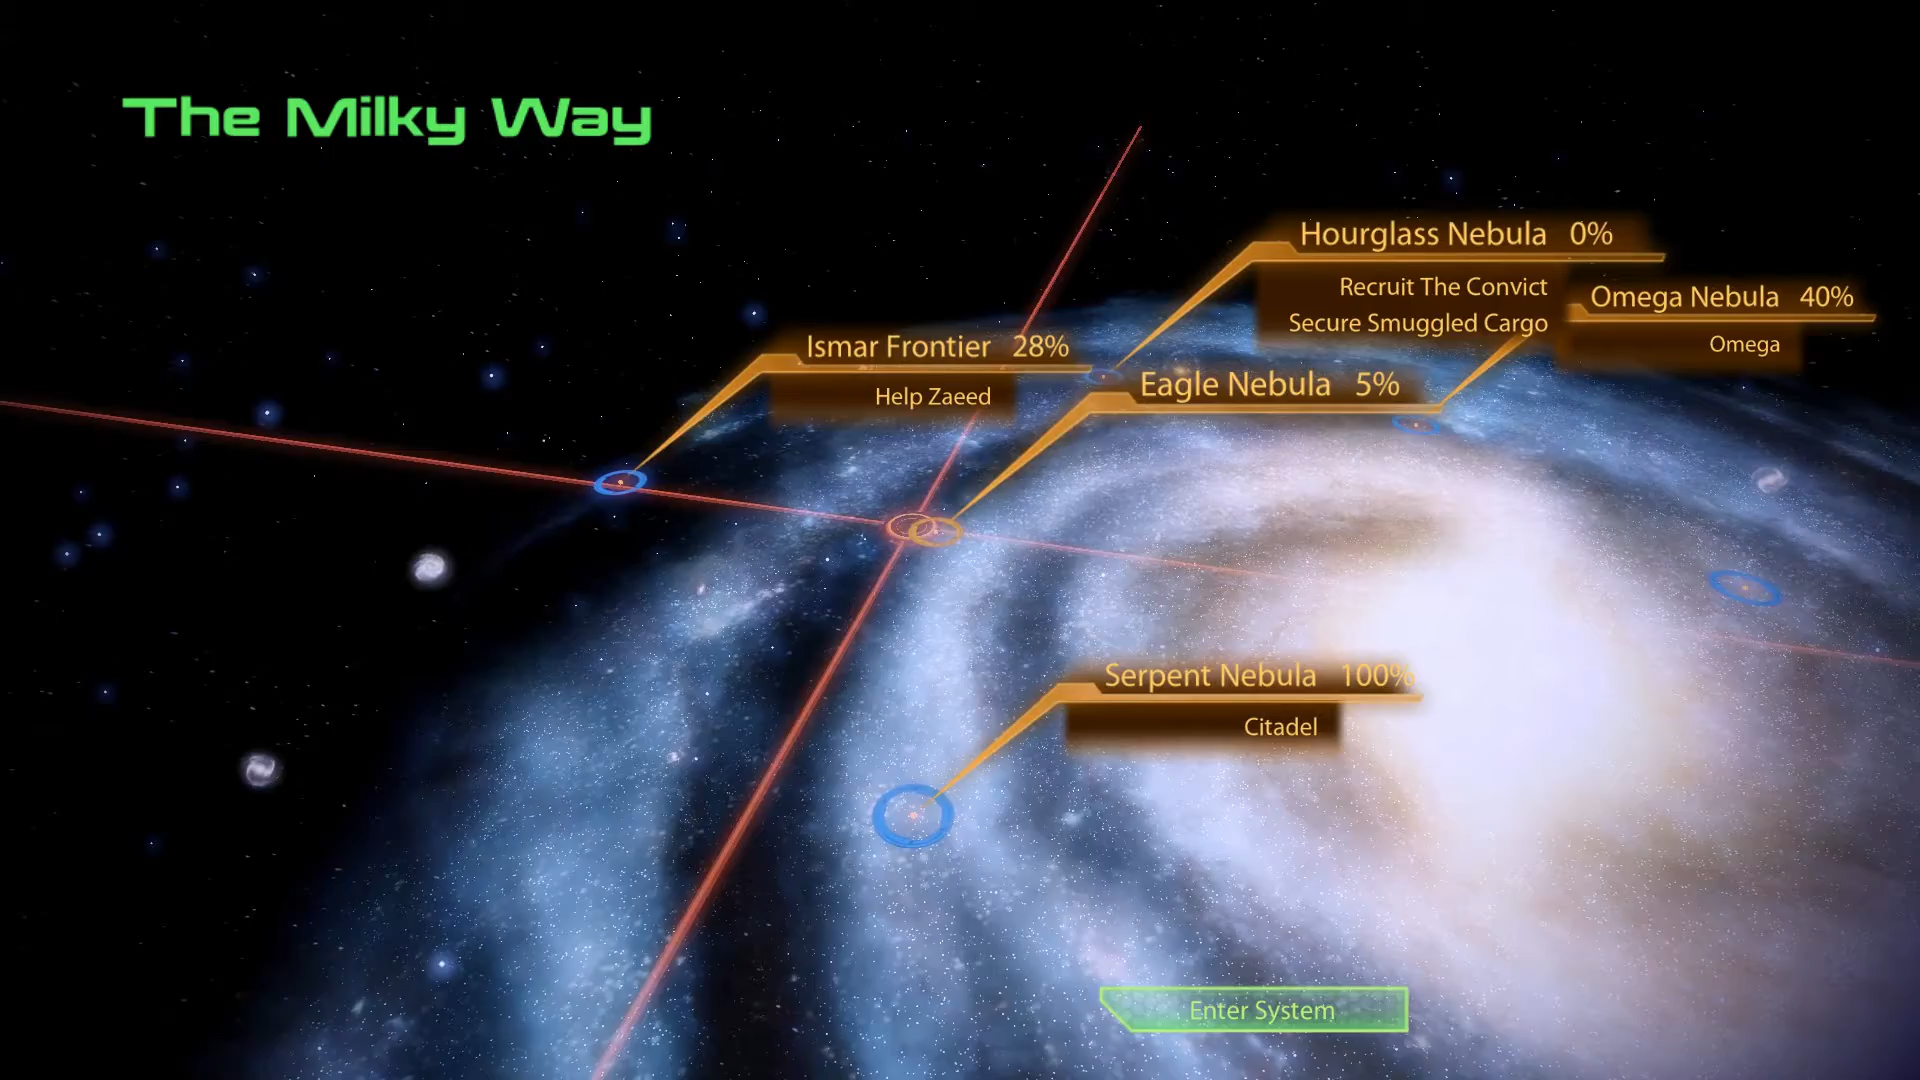 The Milky Way
Hourglass Nebula 0%
Recruit The Convict
Secure Smuggled Cargo
Omega Nebula 40%
Omega
Ismar Frontier 28%
Help Zaeed
Eagle Nebula 5%
Serpent Nebula 100%
Citadel
Enter System